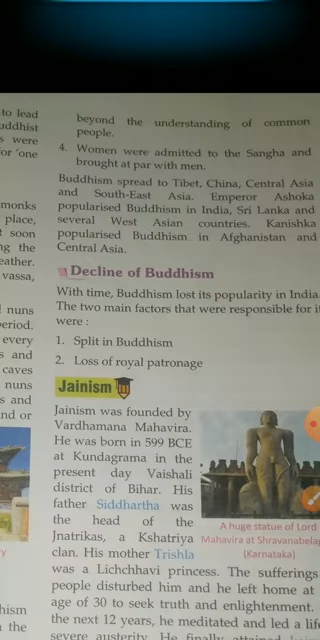 to lead
uddhist
s were
for 'one
monks
place,
t soon
ng the
eather.
vassa,
nuns
eriod.
every
s and
caves
nuns
s and
nd or
y
hism
the
beyond the understanding of common
people.
4. Women were admitted to the Sangha and
brought at par with men.
Buddhism spread to Tibet, China, Central Asia
and South-East Asia. Emperor Ashoka
popularised Buddhism in India, Sri Lanka and
several West Asian countries. Kanishka
popularised Buddhism in Afghanistan and
Central Asia.
Decline of Buddhism
With time, Buddhism lost its popularity in India.
The two main factors that were responsible for i
were :
1. Split in Buddhism
2. Loss of royal patronage
Jainism
Jainism was founded by
Vardhamana Mahavira.
He was born in 599 BCE
at Kundagrama in the
present day Vaishali
district of Bihar. His
father Siddhartha was
the head of the
Jnatrikas, a Kshatriya
clan. His mother Trishla
was a Lichchhavi princess. The sufferings
people disturbed him and he left home at
age of 30 to seek truth and enlightenment.
the next 12 years, he meditated and led a life
severe austerity. He finally attained
A huge statue of Lord
Mahavira at Shravanabelag
(Karnataka)